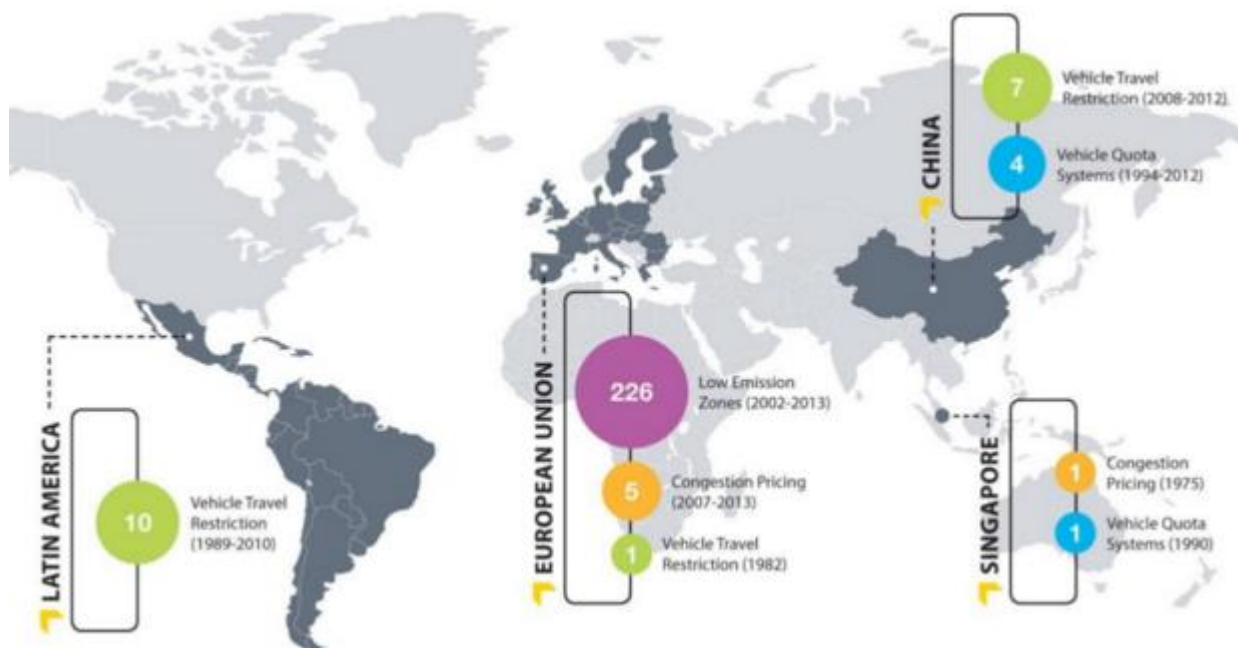 LATIN AMERICA
10
Vehicle Travel
Restriction
(1989-2010)
EUROPEAN UNION
226
Low Emission
Zones (2002-2013)
5
Congestion Pricing
(2007-2013)
1
Vehicle Travel
Restriction (1982)
CHINA
7
Vehicle Travel
Restriction (2008-2012).
4
Vehicle Quota
Systems (1994-2012)
SINGAPORE
1
Congestion
Pricing (1975)
1
Vehicle Quota
Systems (1990)